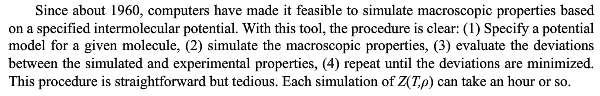 Since about 1960, computers have made it feasible to simulate macroscopic properties based
on a specified intermolecular potential. With this tool, the procedure is clear: (1) Specify a potential
model for a given molecule, (2) simulate the macroscopic properties, (3) evaluate the deviations
between the simulated and experimental properties, (4) repeat until the deviations are minimized.
This procedure is straightforward but tedious. Each simulation of Z(T,ρ) can take an hour or so.